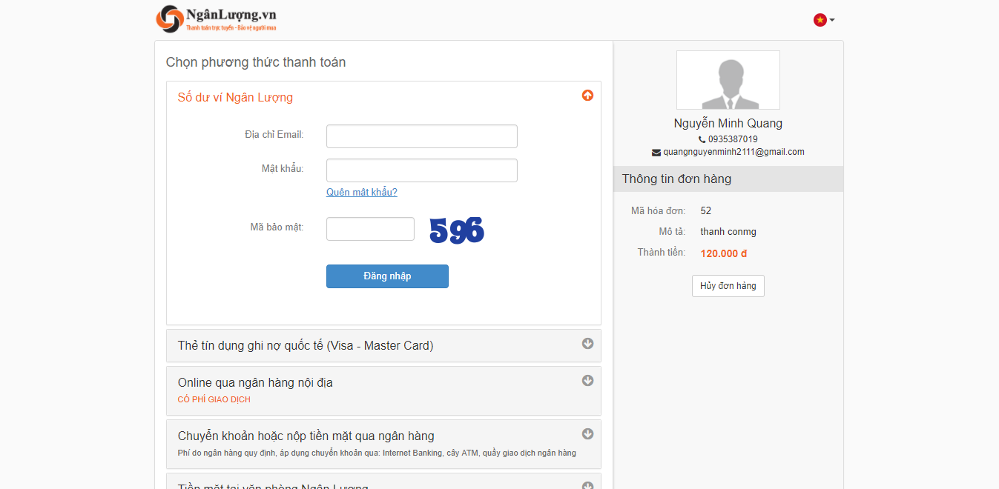 NgânLượng.vn
Thanh toán trực tuyến - Bảo vệ người mua
Chọn phương thức thanh toán
Số dư ví Ngân Lượng
Địa chỉ Email:
Mật khẩu:
Quên mât khẩu?
Mã bảo mật:
596
Đăng nhập
Thẻ tín dụng ghi nợ quốc tế (Visa - Master Card)
Online qua ngân hàng nội địa
CÓ PHÍ GIAO DỊCH
Chuyển khoản hoặc nộp tiền mặt qua ngân hàng
Phí do ngân hàng quy định, áp dụng chuyển khoản qua: Internet Banking, cây ATM, quầy giao dịch ngân hàng
Tiền mặt tại văn phòng Ngân Lượng
Nguyễn Minh Quang
0935387019
quangnguyenminh2111@gmail.com
Thông tin đơn hàng
Mã hóa đơn: 52
Mô tả: thanh conmg
Thành tiền: 120.000 đ
Hủy đơn hàng